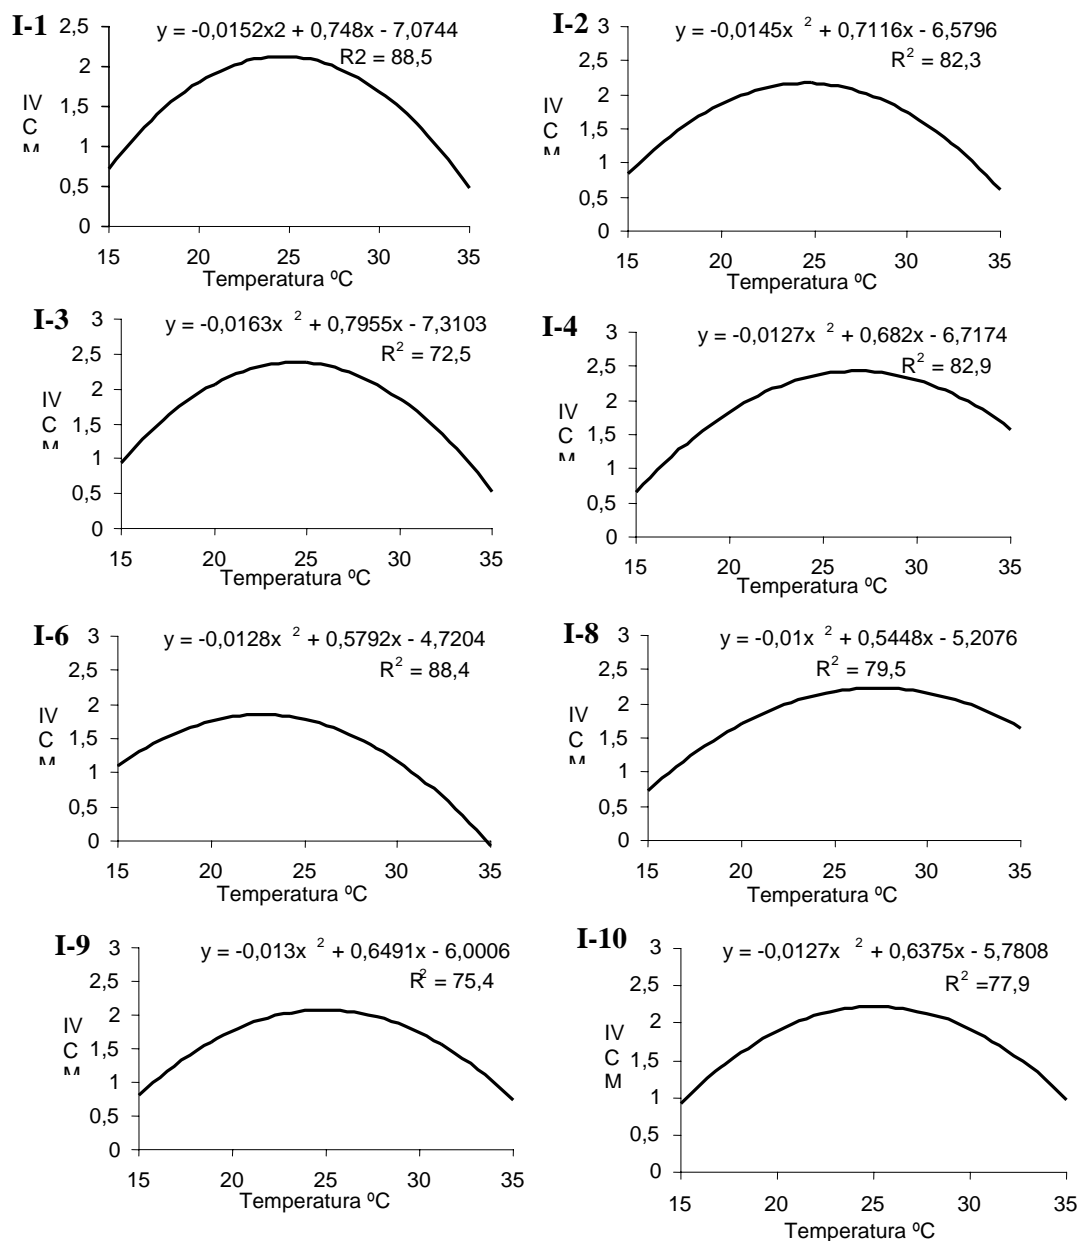 I-1
y = -0,0152x2 + 0,748x - 7,0744
R2 = 88,5
2,5
2
1,5
1
0,5
0
IV
C
M
15 20 25 30 35
Temperatura ºC
I-2
y = -0,0145x 2 + 0,7116x - 6,5796
R2 = 82,3
3
2,5
2
1,5
1
0,5
0
IV
C
M
15 20 25 30 35
Temperatura ºC
I-3
y = -0,0163x 2 + 0,7955x - 7,3103
R2 = 72,5
3
2,5
2
1,5
1
0,5
0
IV
C
M
15 20 25 30 35
Temperatura ºC
I-4
y = -0,0127x 2 + 0,682x - 6,7174
R2 = 82,9
3
2,5
2
1,5
1
0,5
0
IV
C
M
15 20 25 30 35
Temperatura ºC
I-6
y = -0,0128x 2 + 0,5792x - 4,7204
R2 = 88,4
3
2,5
2
1,5
1
0,5
0
IV
C
M
15 20 25 30 35
Temperatura ºC
I-8
y = -0,01x 2 + 0,5448x - 5,2076
R2 = 79,5
3
2,5
2
1,5
1
0,5
0
IV
C
M
15 20 25 30 35
Temperatura ºC
I-9
y = -0,013x 2 + 0,6491x - 6,0006
R2 = 75,4
3
2,5
2
1,5
1
0,5
0
IV
C
M
15 20 25 30 35
Temperatura ºC
I-10
y = -0,0127x 2 + 0,6375x - 5,7808
R2 =77,9
3
2,5
2
1,5
1
0,5
0
IV
C
M
15 20 25 30 35
Temperatura ºC